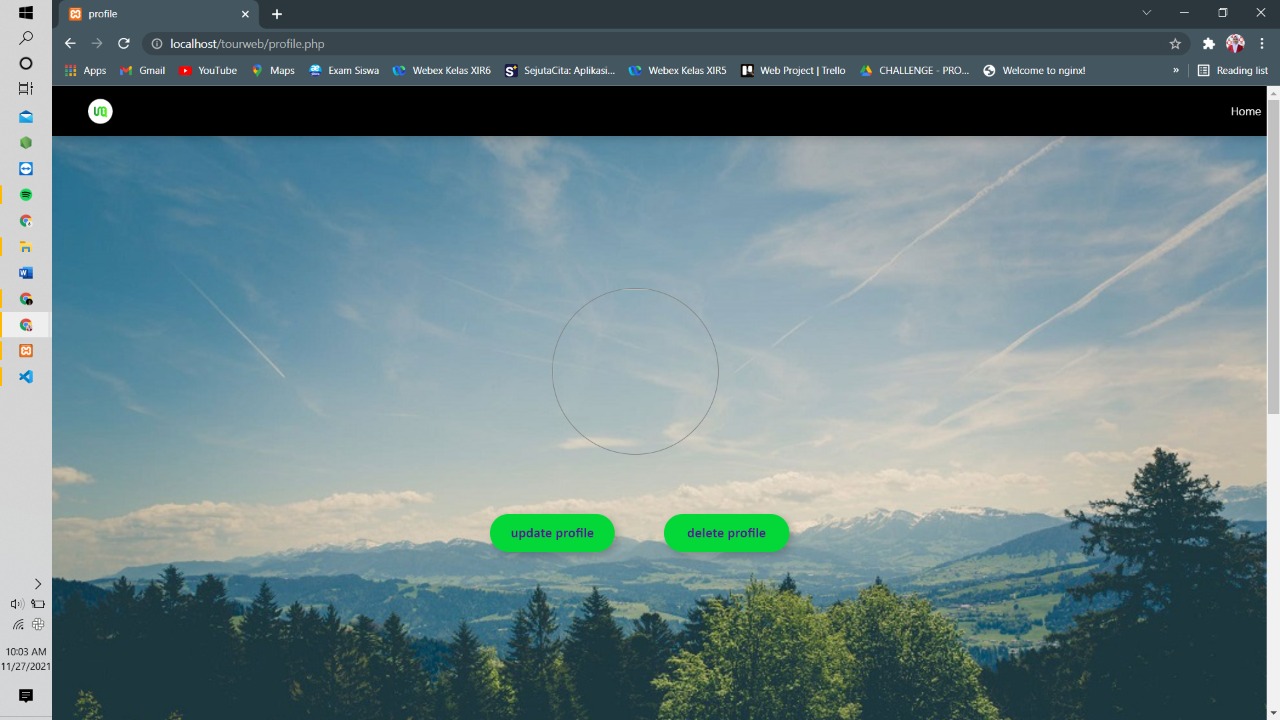 profile
localhost/tourweb/profile.php
Apps Gmail YouTube Maps Exam Siswa Webex Kelas XIR6 SejutaCita: Aplikasi... Webex Kelas XIR5 Web Project | Trello CHALLENGE - PRO... Welcome to nginx! » Reading list
Home
update profile delete profile
10:03 AM
11/27/2021